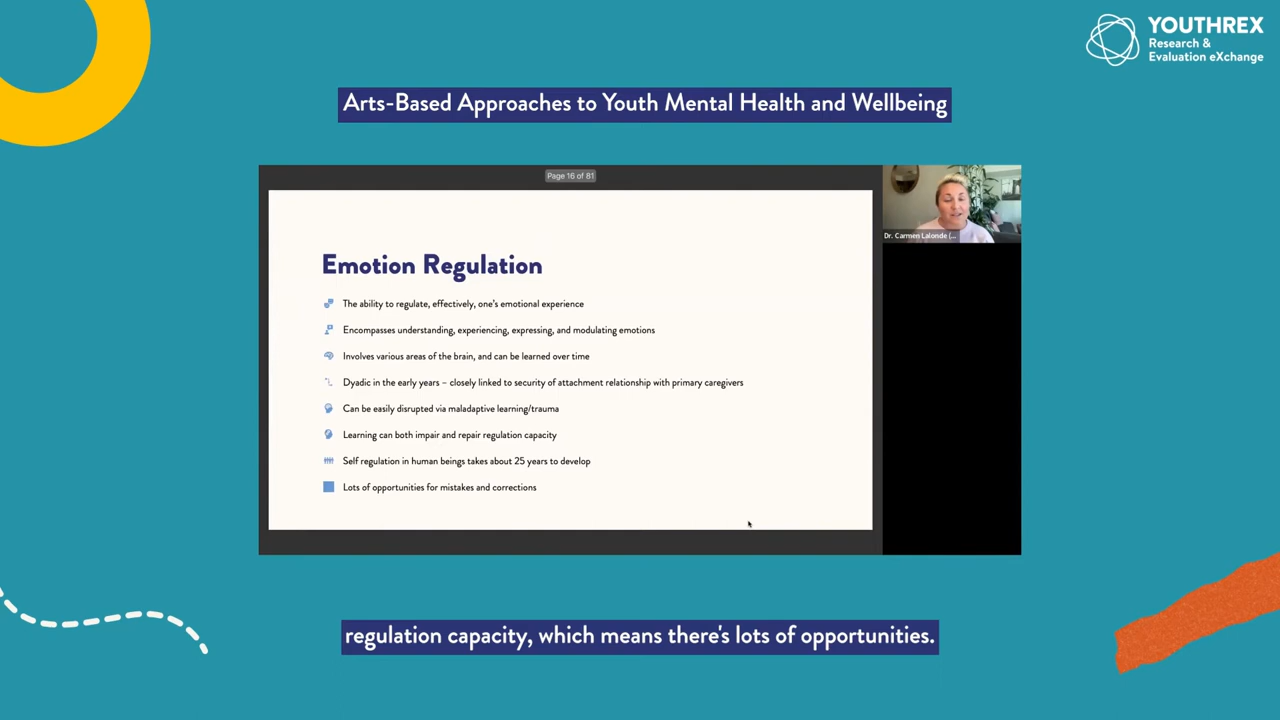 YOUTHREX
Research &
Evaluation eXchange
Arts-Based Approaches to Youth Mental Health and Wellbeing
Page 16 of 81
Dr. Carmen Lalonde (...
Emotion Regulation
The ability to regulate, effectively, one's emotional experience
Encompasses understanding, experiencing, expressing, and modulating emotions
Involves various areas of the brain, and can be learned over time
Dyadic in the early years – closely linked to security of attachment relationship with primary caregivers
Can be easily disrupted via maladaptive learning/trauma
Learning can both impair and repair regulation capacity
Self regulation in human beings takes about 25 years to develop
Lots of opportunities for mistakes and corrections
regulation capacity, which means there's lots of opportunities.